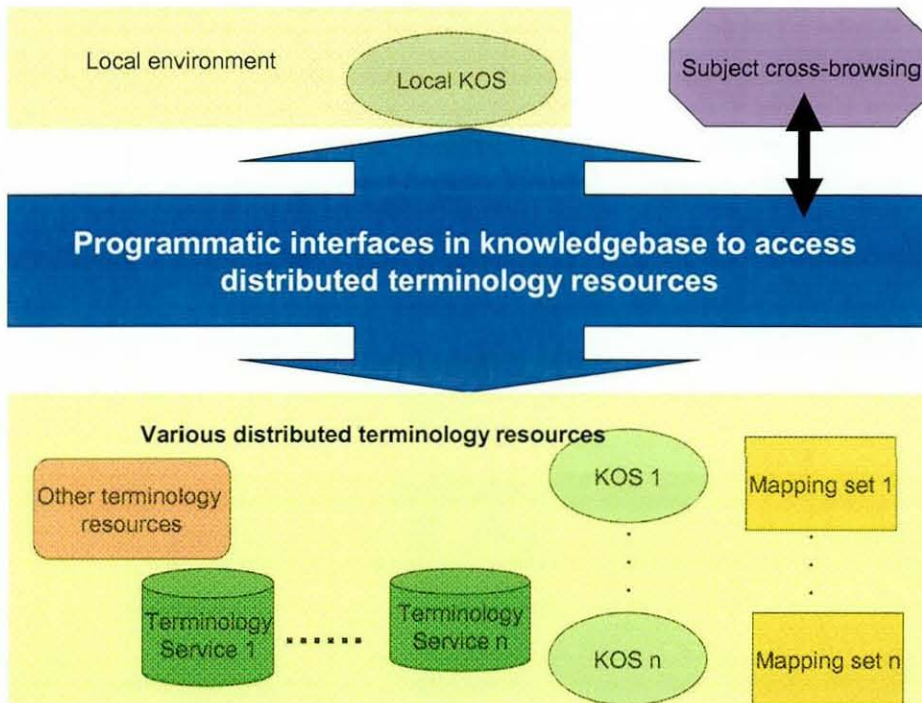 Local environment
Local KOS
Subject cross-browsing
Programmatic interfaces in knowledgebase to access
distributed terminology resources
Various distributed terminology resources
Other terminology
resources
KOS 1
Mapping set 1
Terminology
Service 1
Terminology
Service n
KOS n
Mapping set n